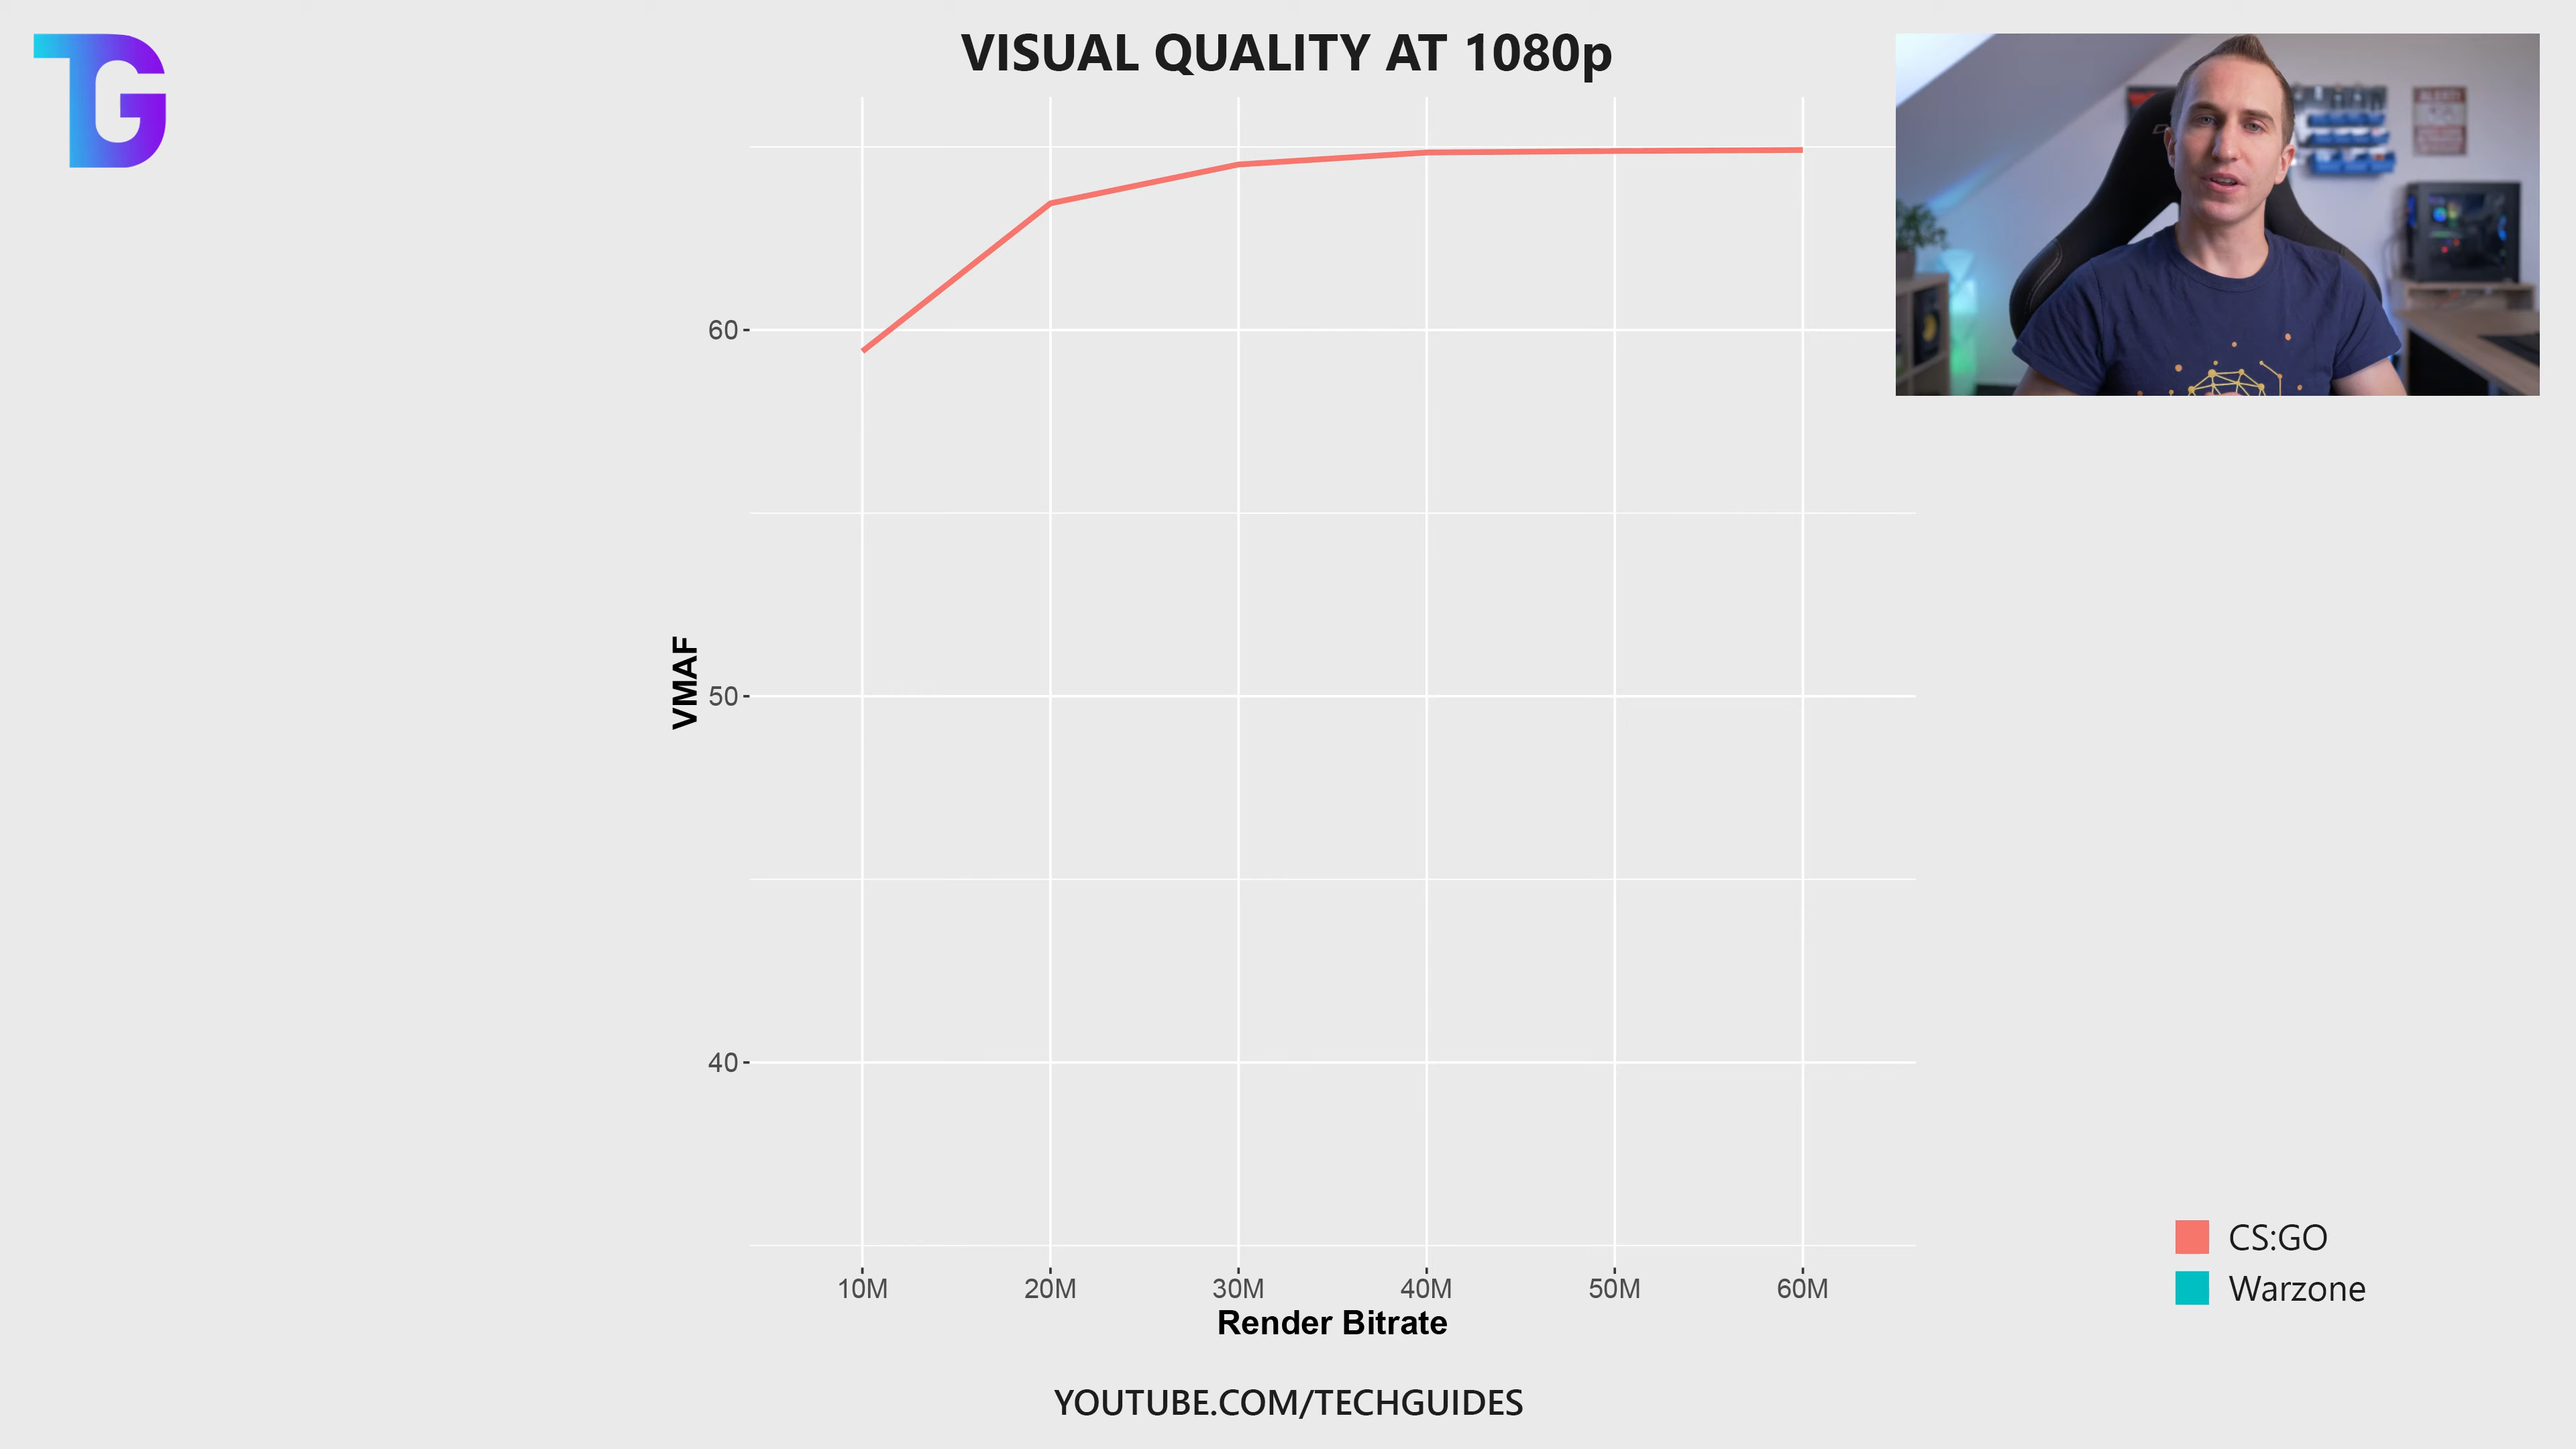 TG
VISUAL QUALITY AT 1080p
60
50
40
VMAF
10M 20M 30M 40M 50M 60M
Render Bitrate
CS:GO
Warzone
YOUTUBE.COM/TECHGUIDES